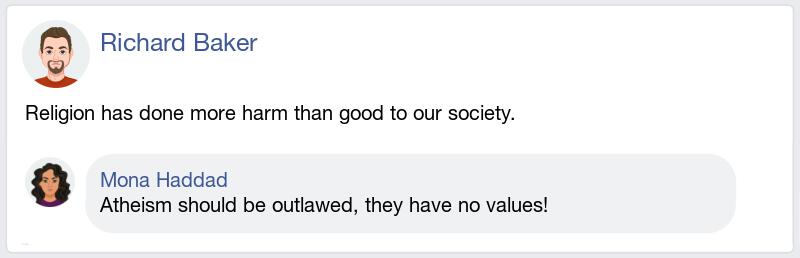 Richard Baker
Religion has done more harm than good to our society.
Mona Haddad
Atheism should be outlawed, they have no values!